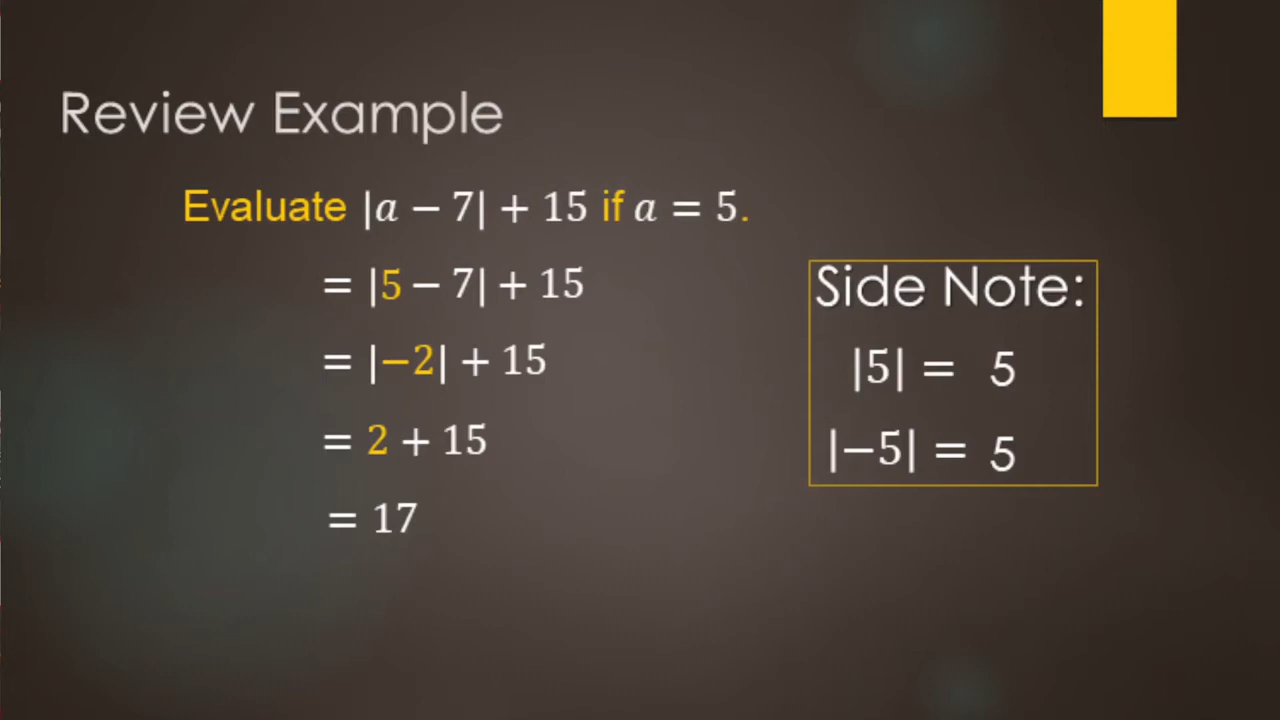 Review Example
Evaluate |a − 7| + 15 if a = 5.
= |5 − 7| + 15
= |−2| + 15
= 2 + 15
= 17
Side Note:
|5| = 5
|−5| = 5